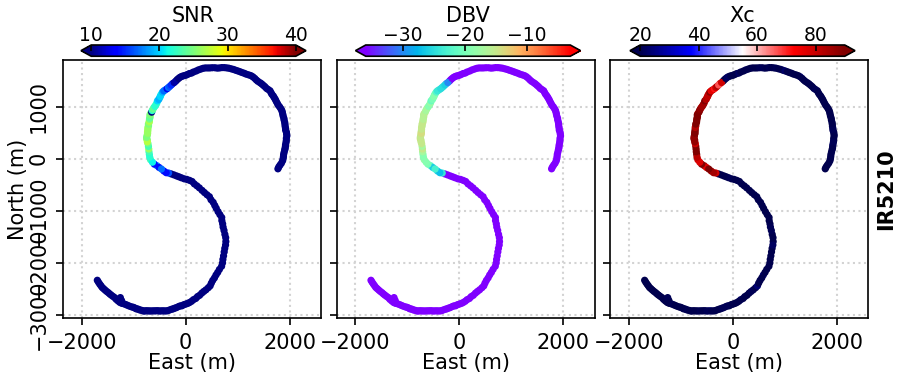 SNR DBV Xc
10 20 30 40 −30 −20 −10 20 40 60 80
North (m)
1000
0
−1000
−2000
−3000
IR5210
−2000 0 2000 −2000 0 2000 −2000 0 2000
East (m) East (m) East (m)